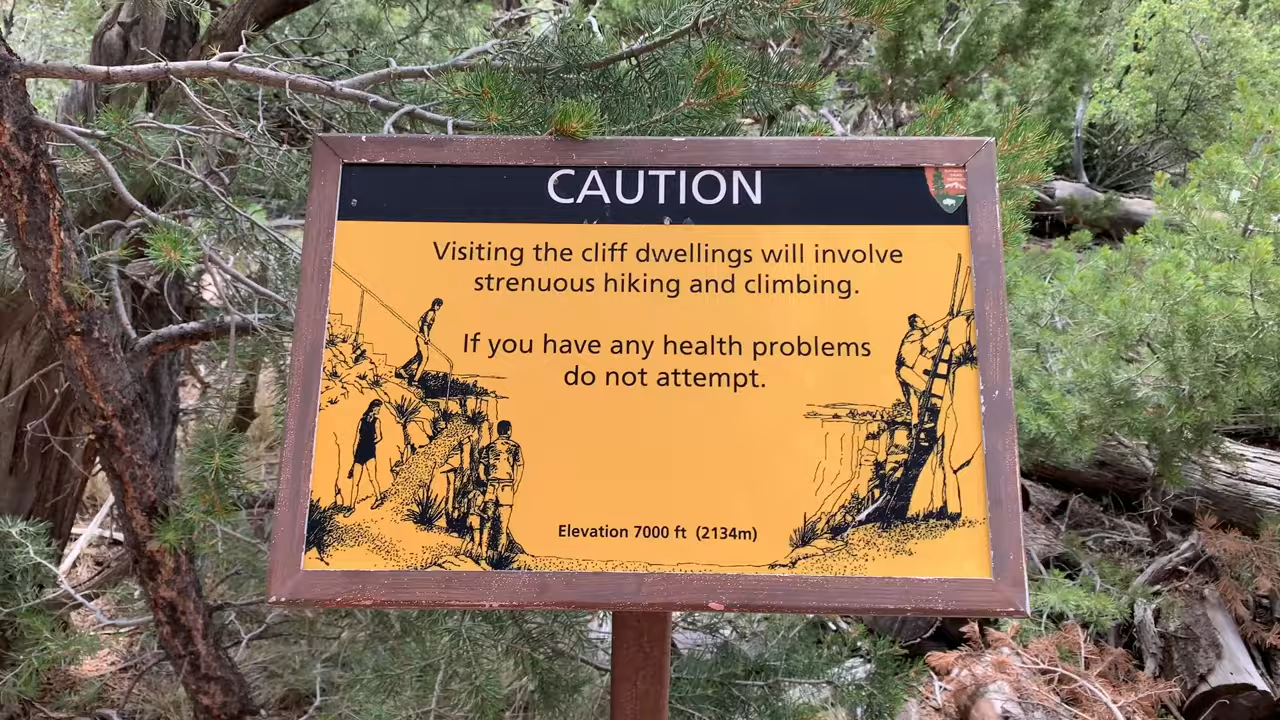 CAUTION
Visiting the cliff dwellings will involve
strenuous hiking and climbing.
If you have any health problems
do not attempt.
Elevation 7000 ft (2134m)